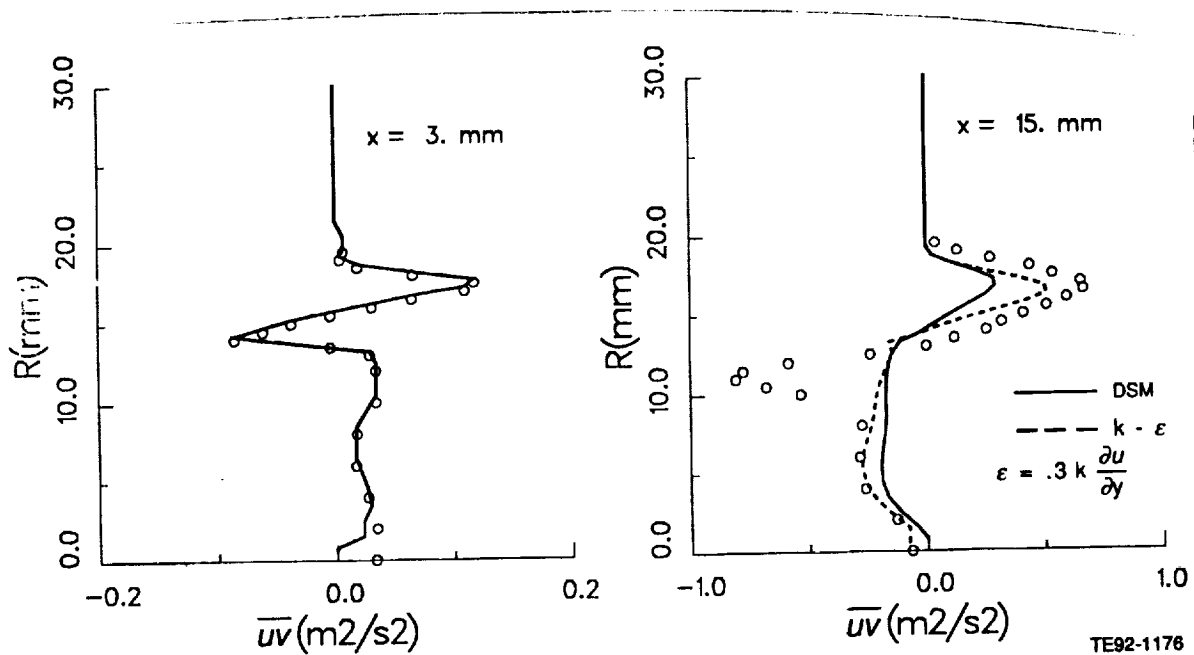 30.0
20.0
10.0
0.0
R(mm)
x = 3. mm
-0.2
0.0
0.2
uv(m2/s2)
30.0
20.0
10.0
0.0
R(mm)
x = 15. mm
DSM
k - ε
ε = .3 k ∂u/∂y
-1.0
0.0
1.0
uv(m2/s2)
TE92-1176